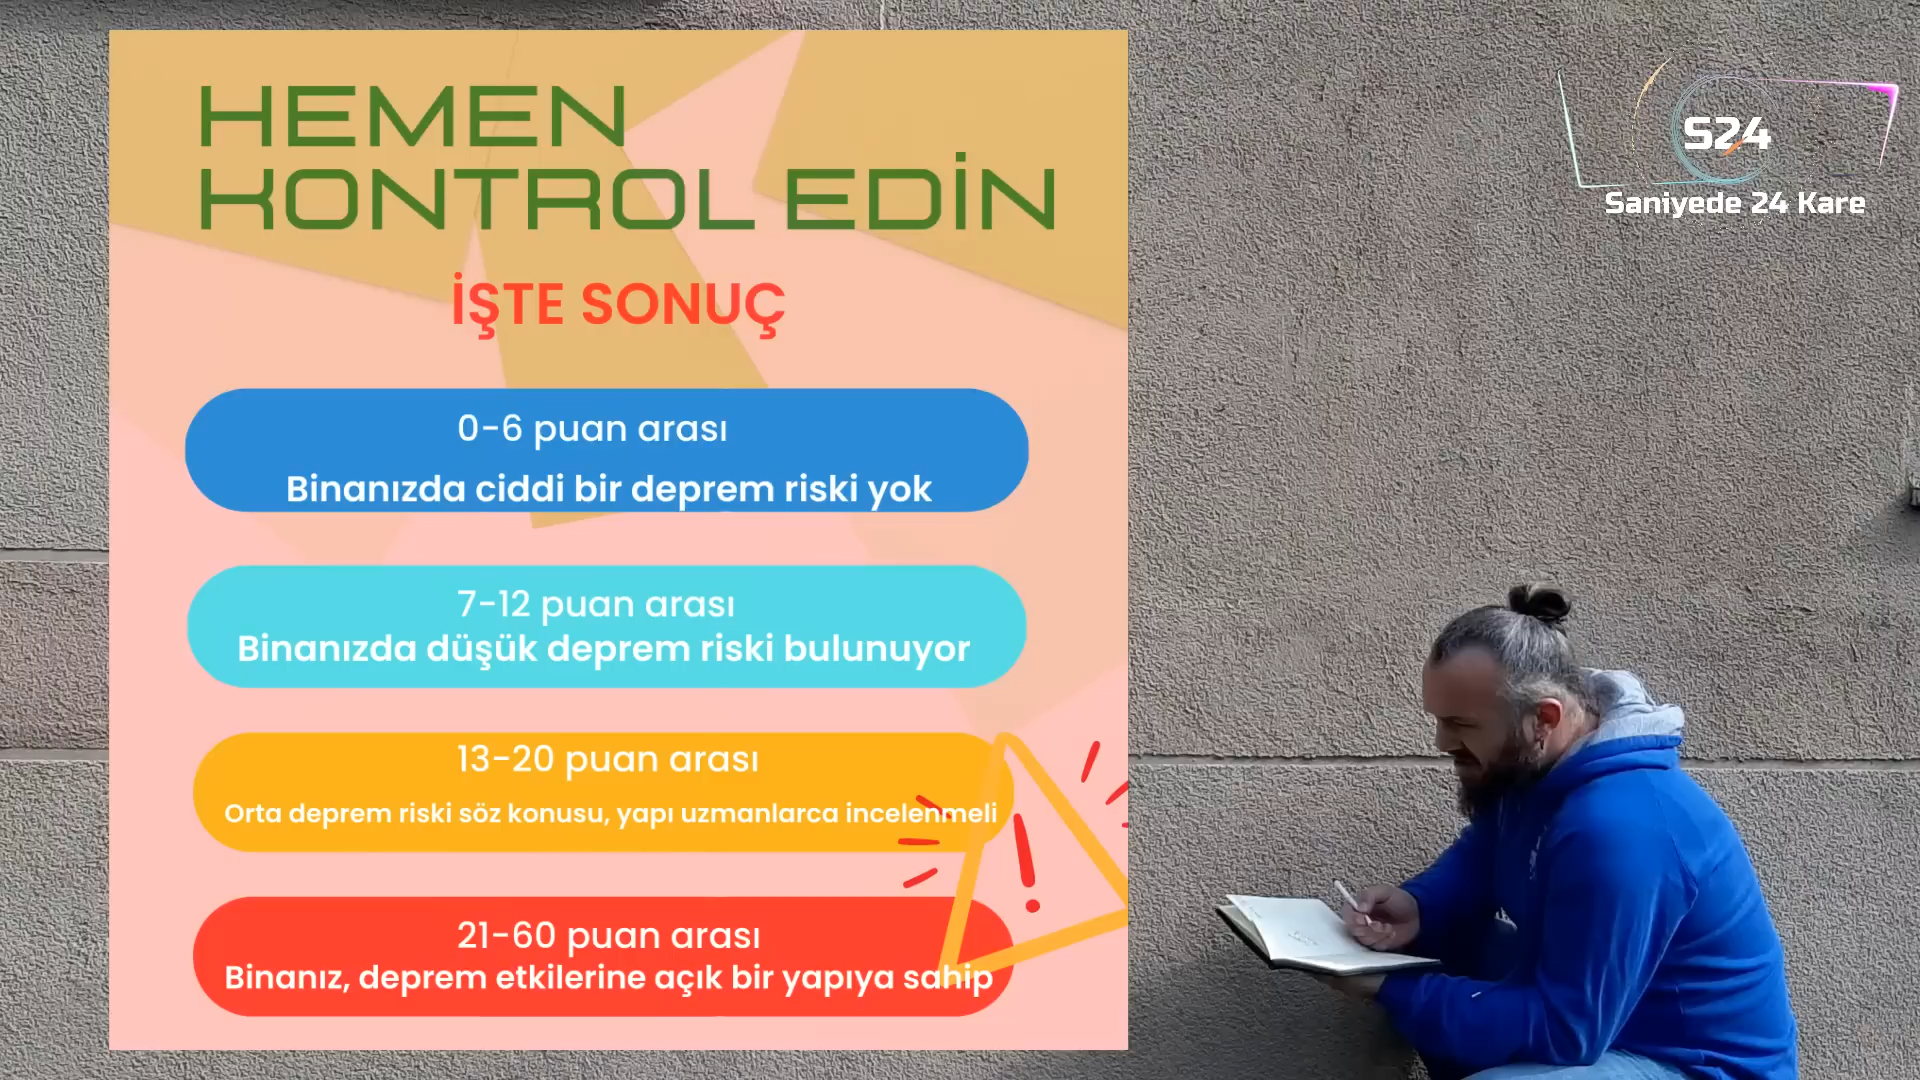 HEMEN
KONTROL EDİN
İŞTE SONUÇ
0-6 puan arası
Binanızda ciddi bir deprem riski yok
7-12 puan arası
Binanızda düşük deprem riski bulunuyor
13-20 puan arası
Orta deprem riski söz konusu, yapı uzmanlarca incelenmeli
21-60 puan arası
Binanız, deprem etkilerine açık bir yapıya sahip
S24
Saniyede 24 Kare